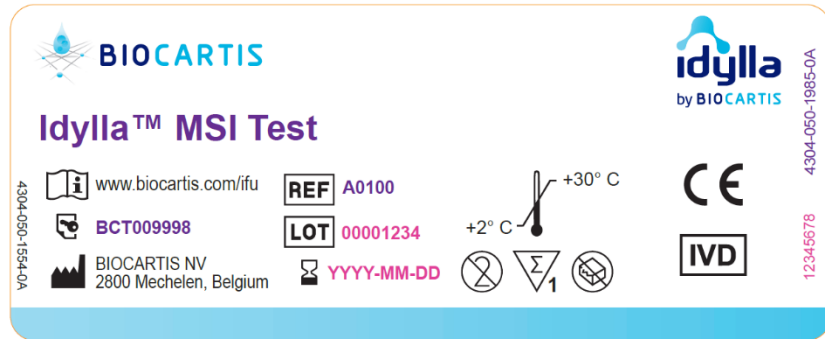 BIOCARTIS
idylla
by BIOCARTIS
Idylla™ MSI Test
www.biocartis.com/ifu
REF A0100
+30° C
+2° C
BCT009998
LOT 00001234
BIOCARTIS NV
2800 Mechelen, Belgium
YYYY-MM-DD
2
Σ
1
CE
IVD
4304-050-1554-0A
4304-050-1985-0A
12345678